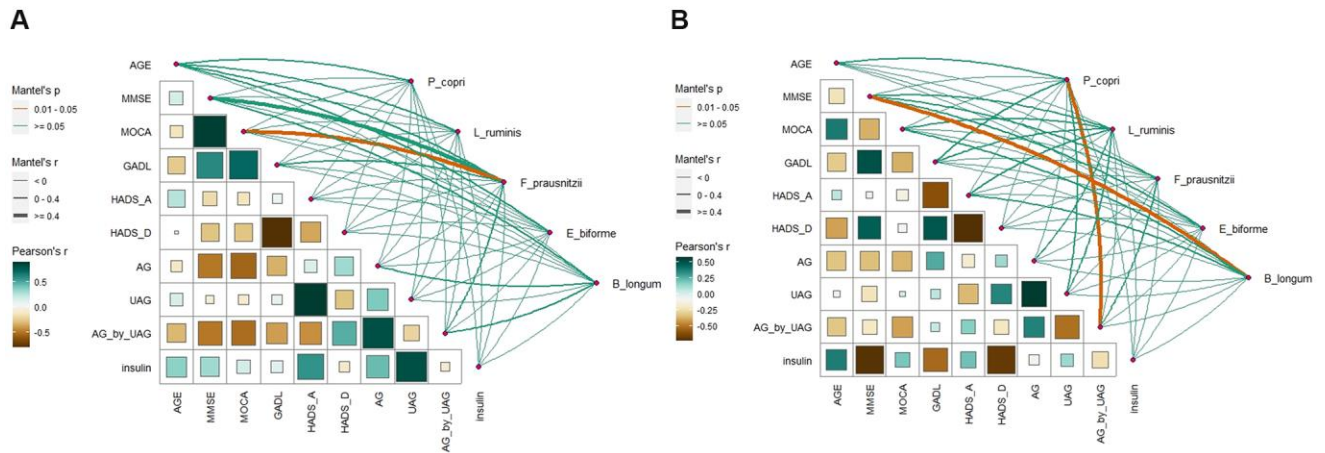 A
Mantel's p
0.01 - 0.05
>= 0.05
Mantel's r
< 0
0 - 0.4
>= 0.4
Pearson's r
0.5
0.0
-0.5
AGE
MMSE
MOCA
GADL
HADS_A
HADS_D
AG
UAG
AG_by_UAG
insulin
P_copri
L_ruminis
F_prausnitzii
E_biforme
B_longum
AGE
MMSE
MOCA
GADL
HADS_A
HADS_D
AG
UAG
AG_by_UAG
insulin
B
Mantel's p
0.01 - 0.05
>= 0.05
Mantel's r
< 0
0 - 0.4
>= 0.4
Pearson's r
0.50
0.25
0.00
-0.25
-0.50
AGE
MMSE
MOCA
GADL
HADS_A
HADS_D
AG
UAG
AG_by_UAG
insulin
P_copri
L_ruminis
F_prausnitzii
E_biforme
B_longum
AGE
MMSE
MOCA
GADL
HADS_A
HADS_D
AG
UAG
AG_by_UAG
insulin